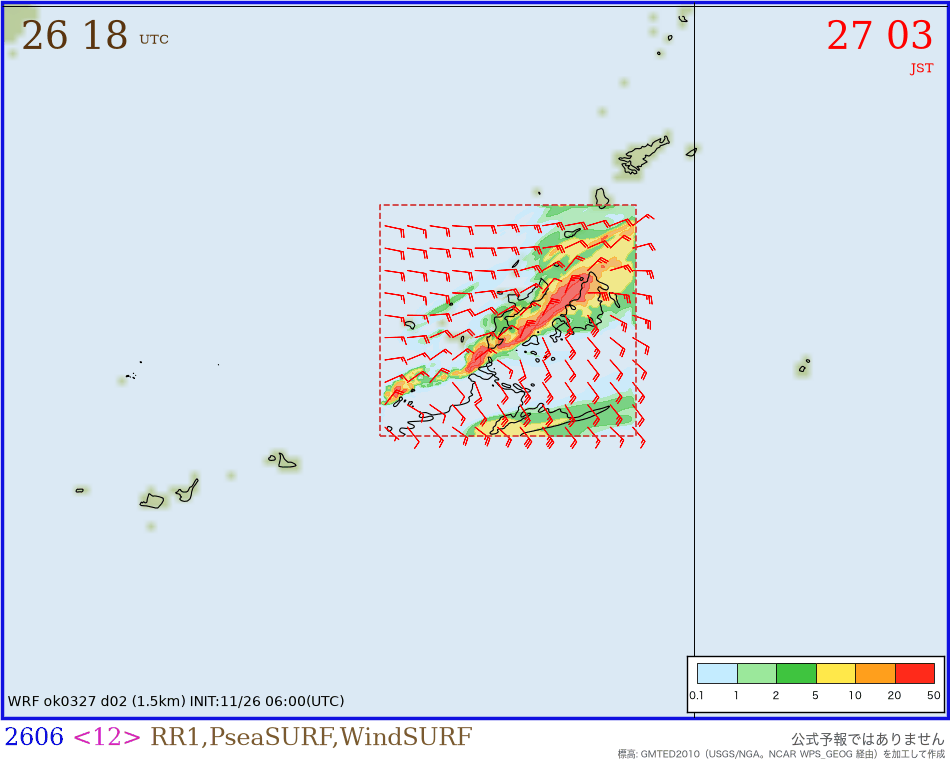 26 18 UTC
27 03
JST
0.1 1 2 5 10 20 50
WRF ok0327 d02 (1.5km) INIT:11/26 06:00(UTC)
2606 <12> RR1,PseaSURF,WindSURF
公式予報ではありません
標高: GMTED2010（USGS/NGA。NCAR WPS_GEOG 経由）を加工して作成